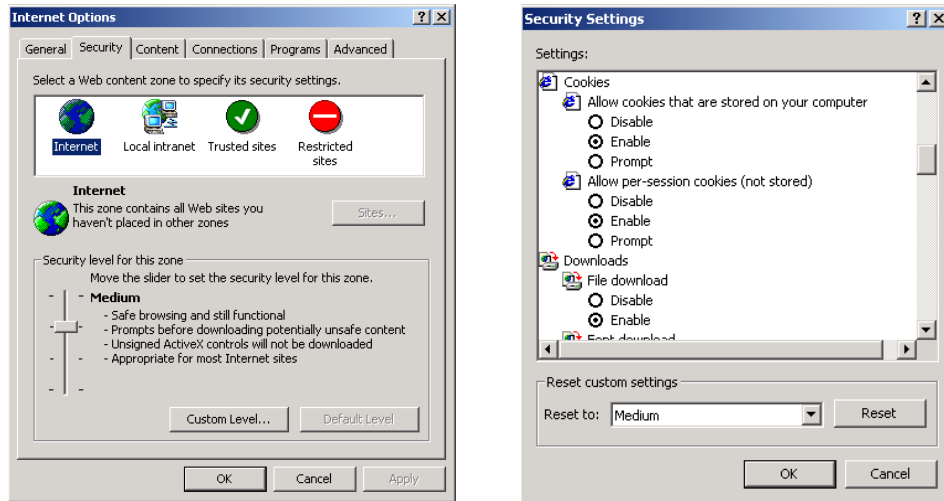 Internet Options
General Security Content Connections Programs Advanced
Select a Web content zone to specify its security settings.
Internet Local intranet Trusted sites Restricted
sites
Internet
This zone contains all Web sites you
haven't placed in other zones
Sites...
Security level for this zone
Move the slider to set the security level for this zone.
Medium
- Safe browsing and still functional
- Prompts before downloading potentially unsafe content
- Unsigned ActiveX controls will not be downloaded
- Appropriate for most Internet sites
Custom Level... Default Level
OK Cancel Apply
Security Settings
Settings:
Cookies
Allow cookies that are stored on your computer
Disable
Enable
Prompt
Allow per-session cookies (not stored)
Disable
Enable
Prompt
Downloads
File download
Disable
Enable
Font download
Reset custom settings
Reset to: Medium Reset
OK Cancel